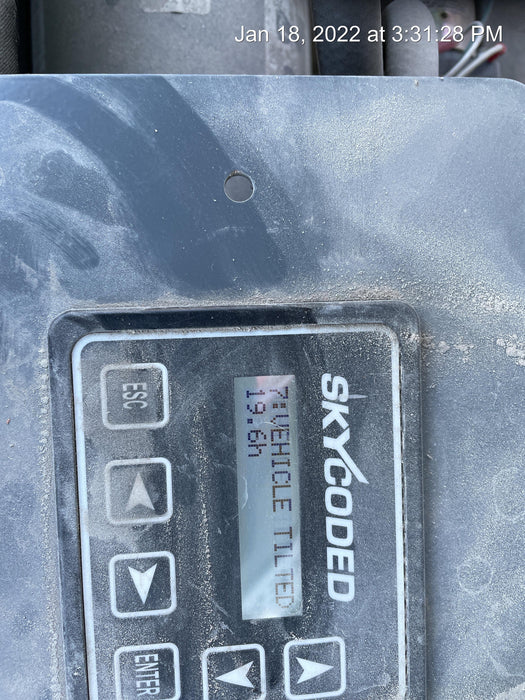 Jan 18, 2022 at 3:31:28 PM
SKYCODED
7:VEHICLE TILTED
19.6h
ESC
ENTER